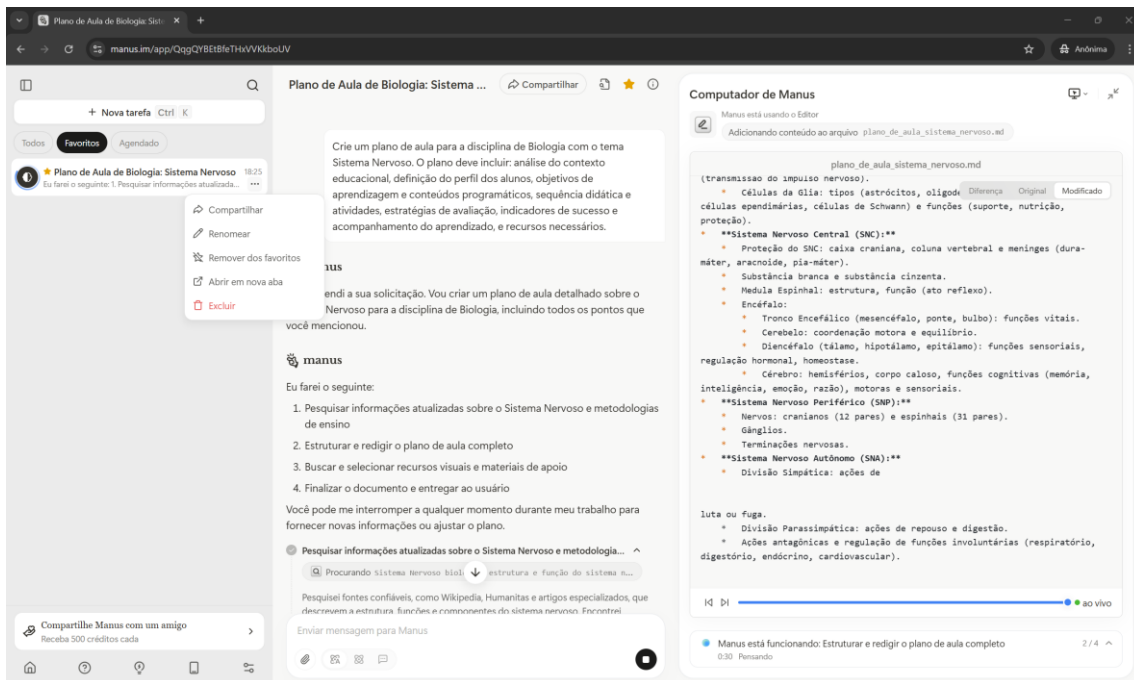 Plano de Aula de Biologia: Sist
manus.im/app/QqgQYBEtBfeTHxVVKkboUV
Anônima
+ Nova tarefa Ctrl K
Todos Favoritos Agendado
Plano de Aula de Biologia: Sistema Nervoso 18:25
Eu farei o seguinte: 1. Pesquisar informações atualizada...
Compartilhar
Renomear
Remover dos favoritos
Abrir em nova aba
Excluir
Compartilhe Manus com um amigo
Receba 500 créditos cada
Plano de Aula de Biologia: Sistema ... Compartilhar
Crie um plano de aula para a disciplina de Biologia com o tema
Sistema Nervoso. O plano deve incluir: análise do contexto
educacional, definição do perfil dos alunos, objetivos de
aprendizagem e conteúdos programáticos, sequência didática e
atividades, estratégias de avaliação, indicadores de sucesso e
acompanhamento do aprendizado, e recursos necessários.
nus
endi a sua solicitação. Vou criar um plano de aula detalhado sobre o
Nervoso para a disciplina de Biologia, incluindo todos os pontos que
você mencionou.
manus
Eu farei o seguinte:
1. Pesquisar informações atualizadas sobre o Sistema Nervoso e metodologias
de ensino
2. Estruturar e redigir o plano de aula completo
3. Buscar e selecionar recursos visuais e materiais de apoio
4. Finalizar o documento e entregar ao usuário
Você pode me interromper a qualquer momento durante meu trabalho para
fornecer novas informações ou ajustar o plano.
Pesquisar informações atualizadas sobre o Sistema Nervoso e metodologia...
Procurando Sistema Nervoso biol estrutura e função do sistema n...
Pesquisei fontes confiáveis, como Wikipedia, Humanitas e artigos especializados, que
descrevem a estrutura, funções e componentes do sistema nervoso. Encontrei
Enviar mensagem para Manus
Computador de Manus
Manus está usando o Editor
Adicionando conteúdo ao arquivo plano_de_aula_sistema_nervoso.md
plano_de_aula_sistema_nervoso.md
Diferença Original Modificado
(transmissão do impulso nervoso).
* Células da Glia: tipos (astrócitos, oligode
células ependimárias, células de Schwann) e funções (suporte, nutrição,
proteção).
* **Sistema Nervoso Central (SNC):**
* Proteção do SNC: caixa craniana, coluna vertebral e meninges (dura-
máter, aracnoide, pia-máter).
* Substância branca e substância cinzenta.
* Medula Espinhal: estrutura, função (ato reflexo).
* Encéfalo:
* Tronco Encefálico (mesencéfalo, ponte, bulbo): funções vitais.
* Cerebelo: coordenação motora e equilíbrio.
* Diencéfalo (tálamo, hipotálamo, epitálamo): funções sensoriais,
regulação hormonal, homeostase.
* Cérebro: hemisférios, corpo caloso, funções cognitivas (memória,
inteligência, emoção, razão), motoras e sensoriais.
* **Sistema Nervoso Periférico (SNP):**
* Nervos: cranianos (12 pares) e espinhais (31 pares).
* Gânglios.
* Terminações nervosas.
* **Sistema Nervoso Autônomo (SNA):**
* Divisão Simpática: ações de
luta ou fuga.
* Divisão Parassimpática: ações de repouso e digestão.
* Ações antagônicas e regulação de funções involuntárias (respiratório,
digestório, endócrino, cardiovascular).
ao vivo
Manus está funcionando: Estruturar e redigir o plano de aula completo 2 / 4
0:30 Pensando